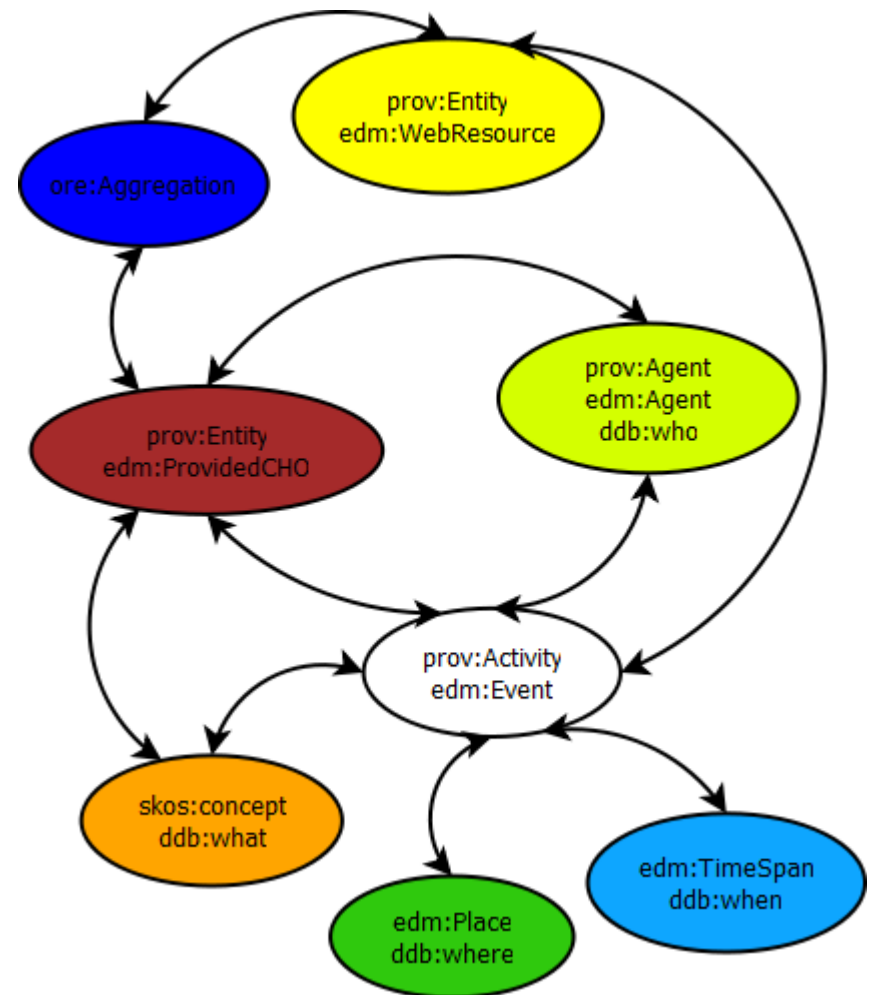 prov:Entity
edm:WebResource
ore:Aggregation
prov:Agent
edm:Agent
ddb:who
prov:Entity
edm:ProvidedCHO
prov:Activity
edm:Event
skos:concept
ddb:what
edm:TimeSpan
ddb:when
edm:Place
ddb:where